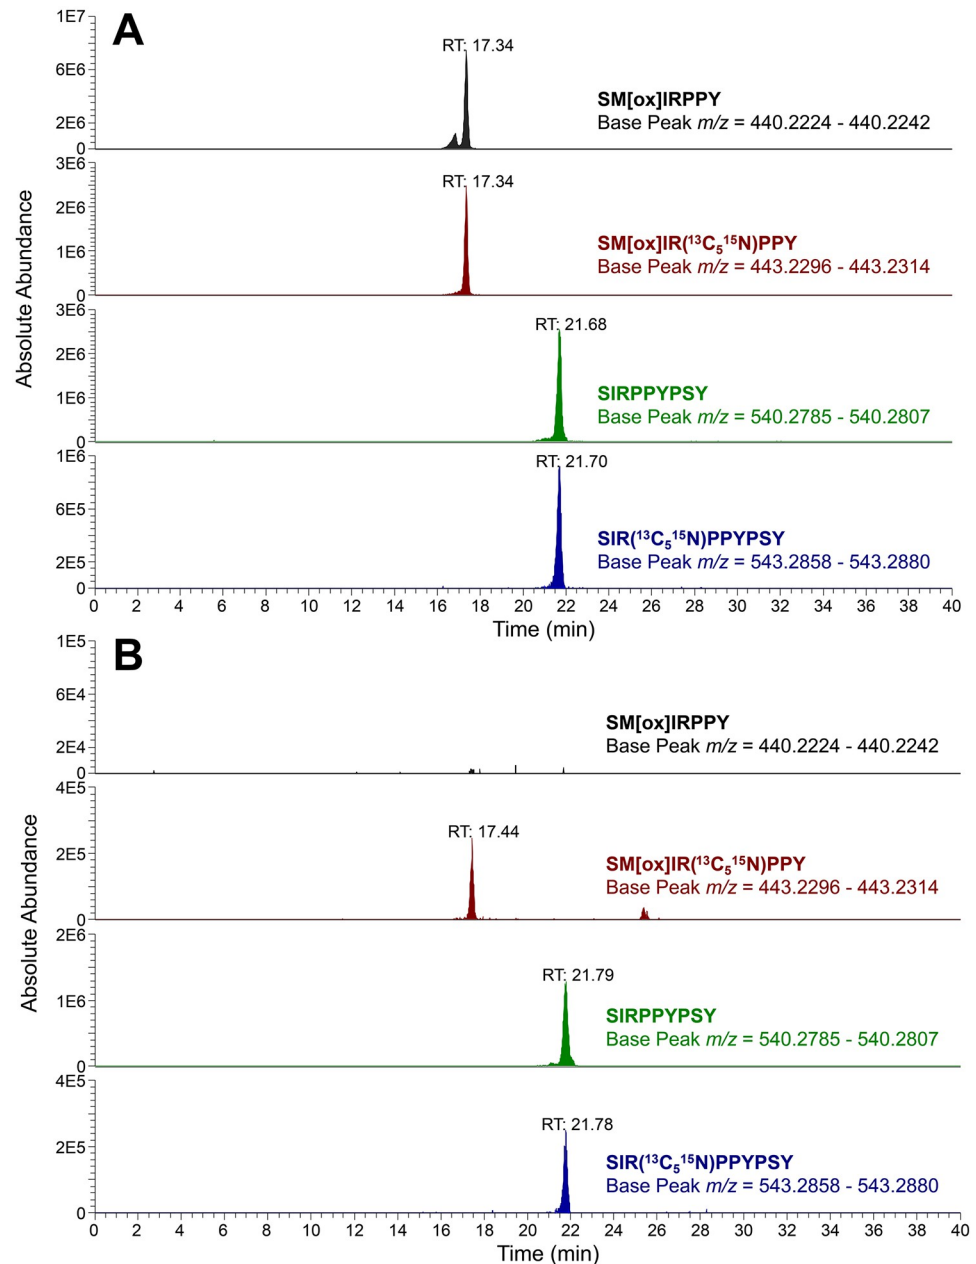 A
1E7
6E6
2E6
0
RT: 17.34
SM[ox]IRPPY
Base Peak m/z = 440.2224 - 440.2242
3E6
2E6
1E6
0
RT: 17.34
SM[ox]IR(¹³C₅¹⁵N)PPY
Base Peak m/z = 443.2296 - 443.2314
Absolute Abundance
3E6
2E6
1E6
0
RT: 21.68
SIRPPYPSY
Base Peak m/z = 540.2785 - 540.2807
1E6
6E5
2E5
0
RT: 21.70
SIR(¹³C₅¹⁵N)PPYPSY
Base Peak m/z = 543.2858 - 543.2880
0 2 4 6 8 10 12 14 16 18 20 22 24 26 28 30 32 34 36 38 40
Time (min)
B
1E5
6E4
2E4
0
SM[ox]IRPPY
Base Peak m/z = 440.2224 - 440.2242
4E5
2E5
0
RT: 17.44
SM[ox]IR(¹³C₅¹⁵N)PPY
Base Peak m/z = 443.2296 - 443.2314
Absolute Abundance
2E6
1E6
0
RT: 21.79
SIRPPYPSY
Base Peak m/z = 540.2785 - 540.2807
4E5
2E5
0
RT: 21.78
SIR(¹³C₅¹⁵N)PPYPSY
Base Peak m/z = 543.2858 - 543.2880
0 2 4 6 8 10 12 14 16 18 20 22 24 26 28 30 32 34 36 38 40
Time (min)